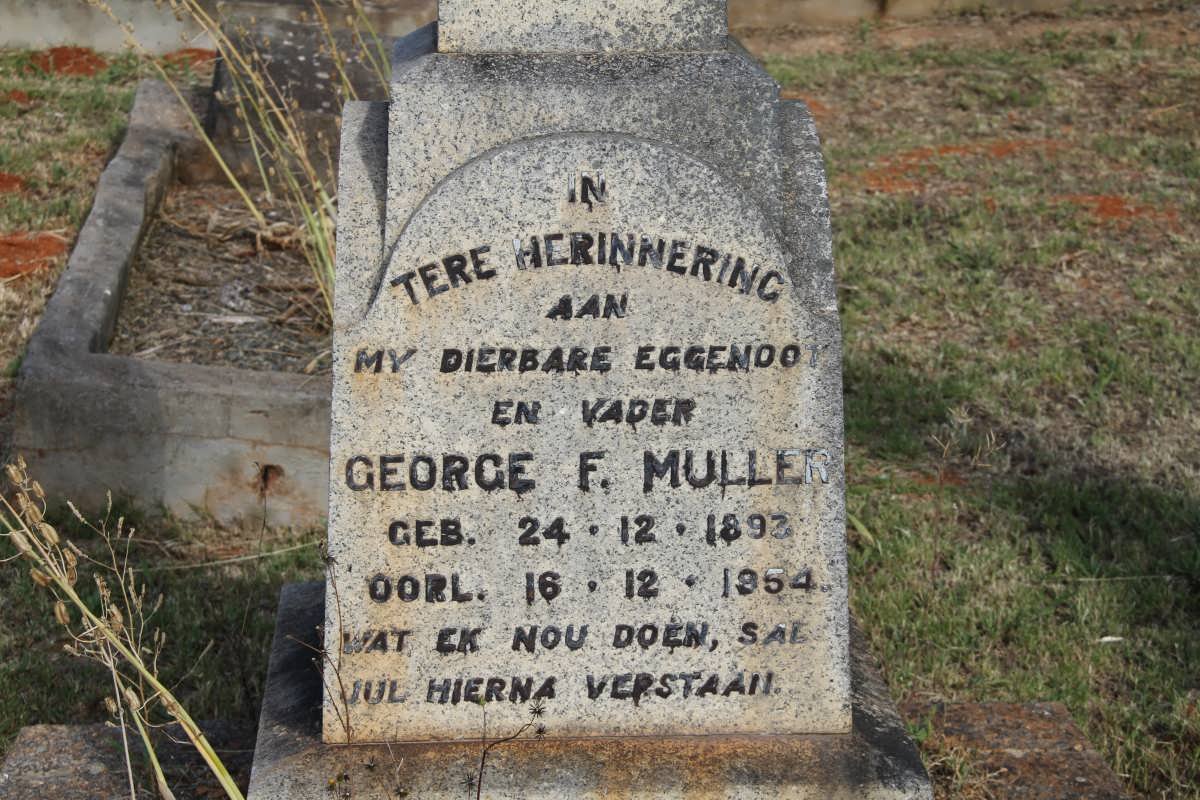 IN
TERE HERINNERING
AAN
MY DIERBARE EGGENOOT
EN VADER
GEORGE F. MULLER
GEB. 24 · 12 · 1893
OORL. 16 · 12 · 1954.
WAT EK NOU DOEN, SAL
JUL HIERNA VERSTAAN.